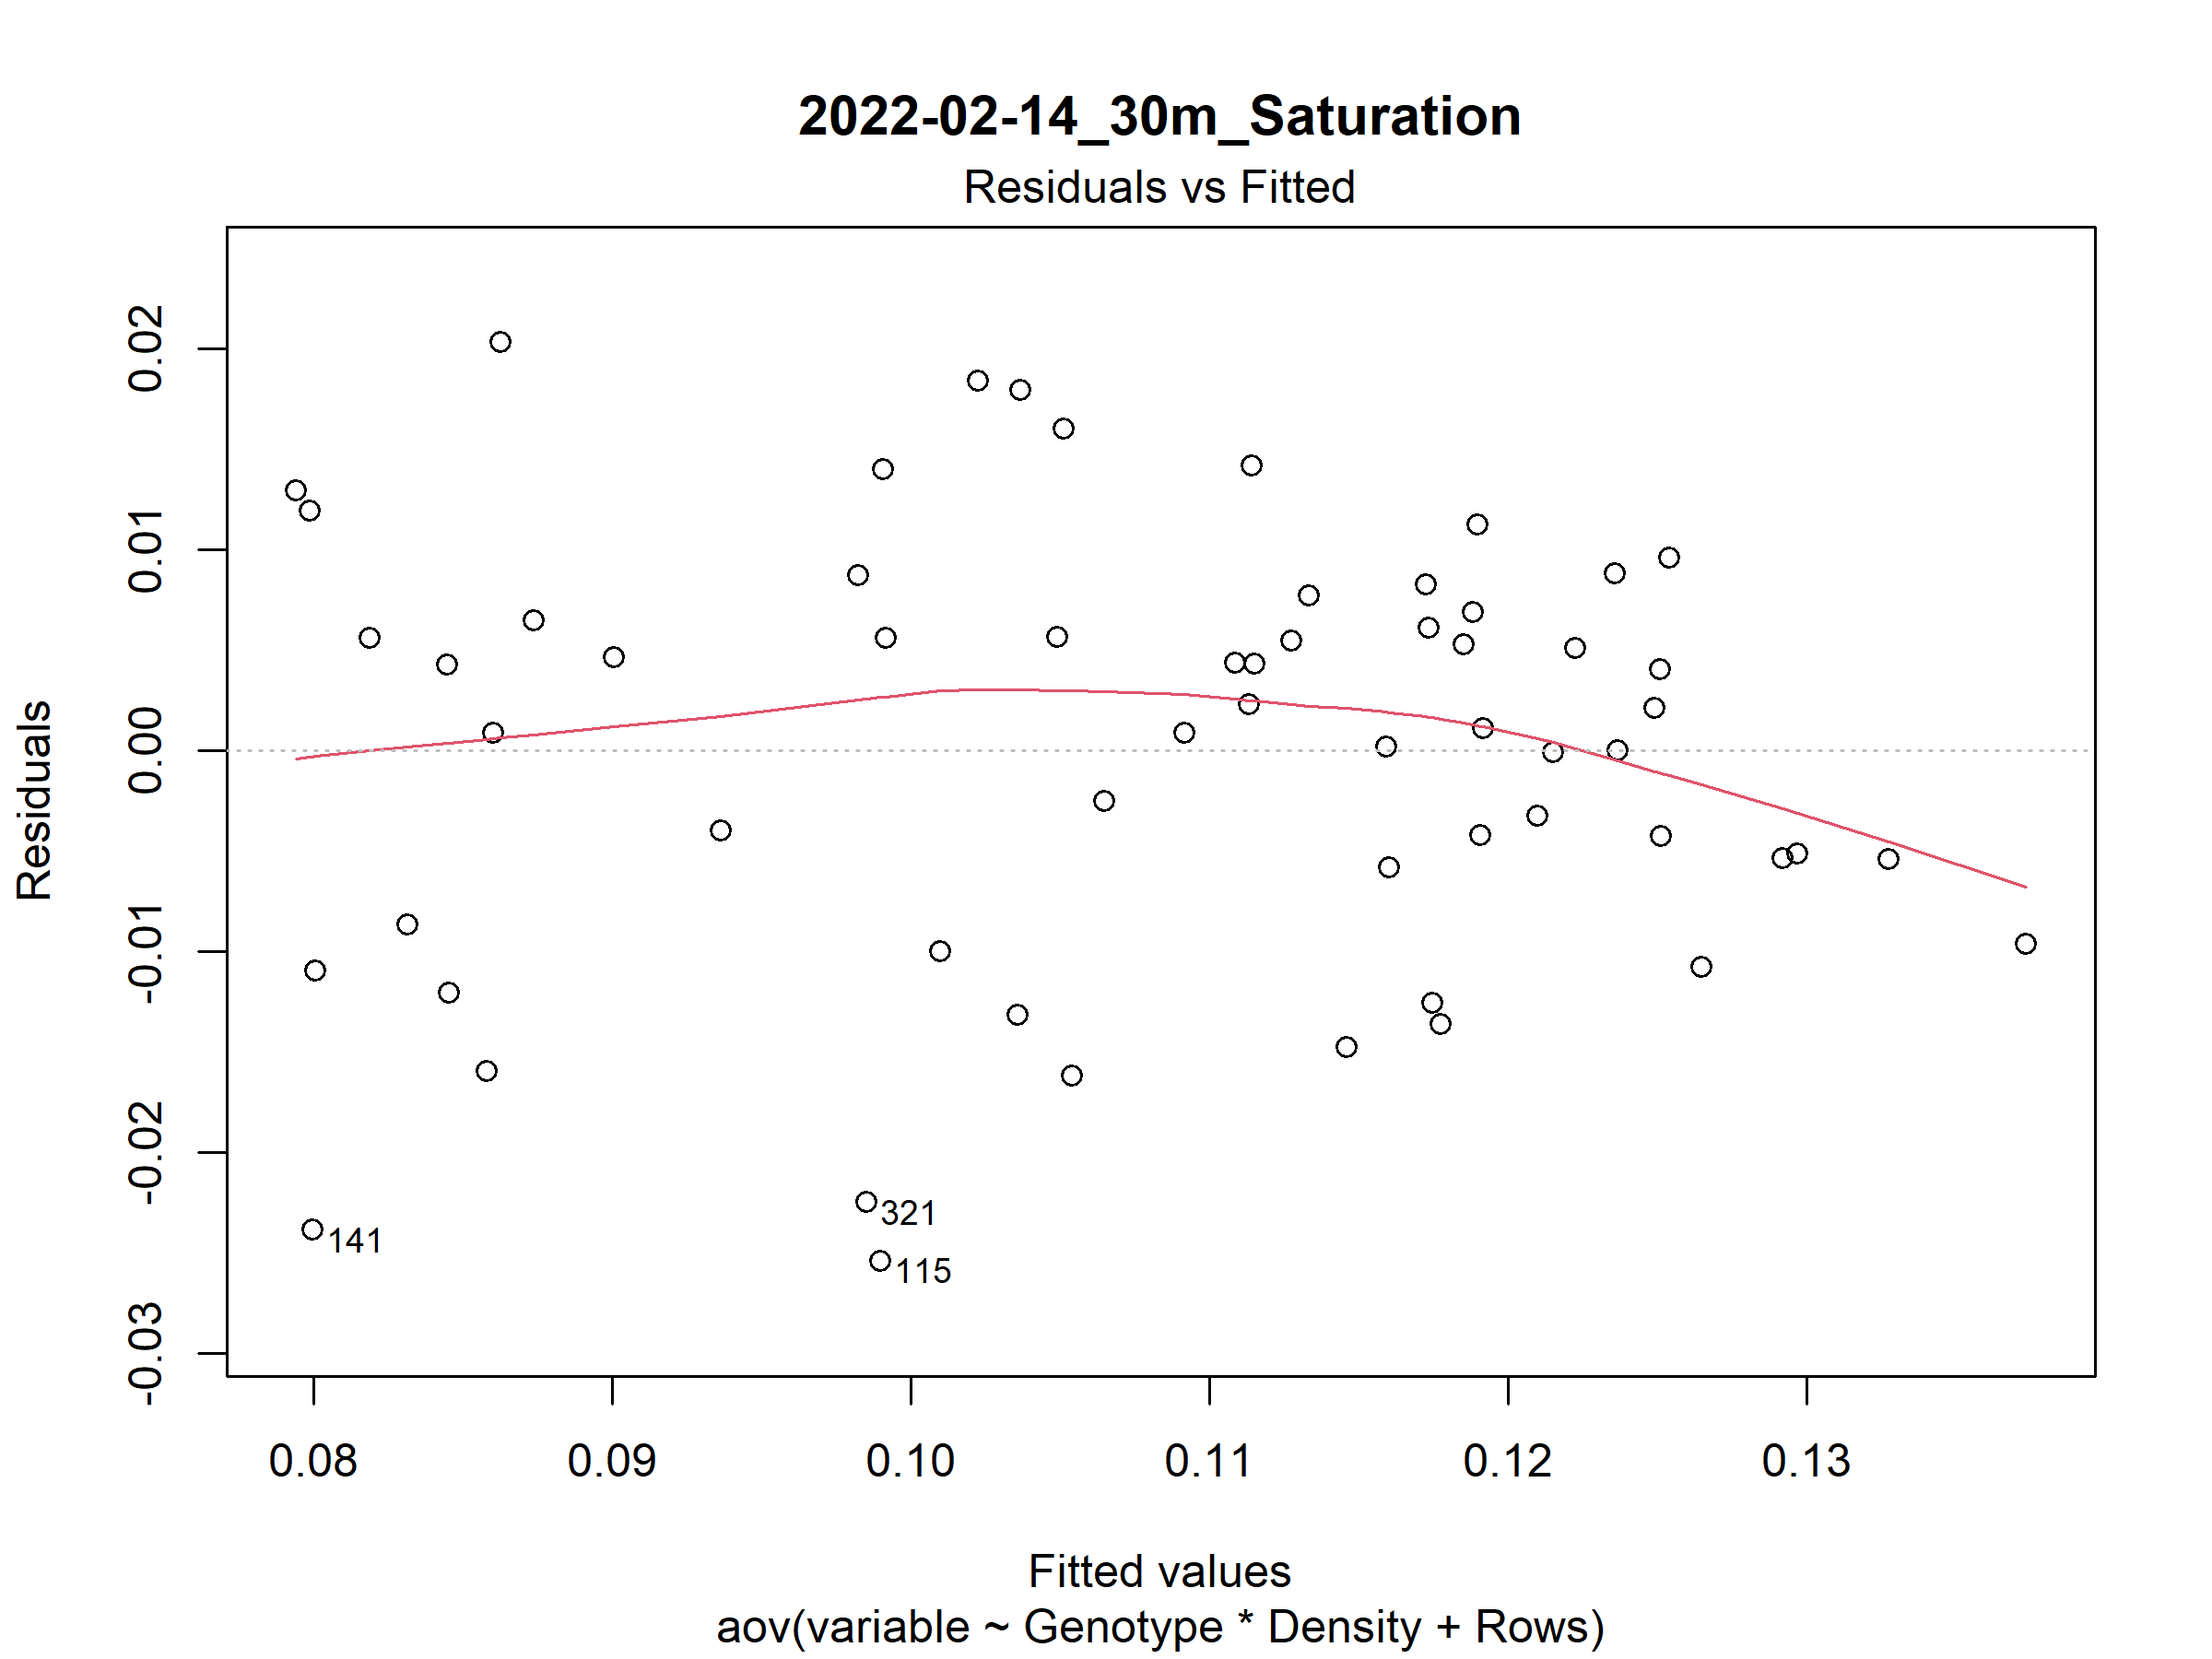 2022-02-14_30m_Saturation
Residuals vs Fitted
Residuals
0.02
0.01
0.00
-0.01
-0.02
-0.03
321
141
115
0.08 0.09 0.10 0.11 0.12 0.13
Fitted values
aov(variable ~ Genotype * Density + Rows)